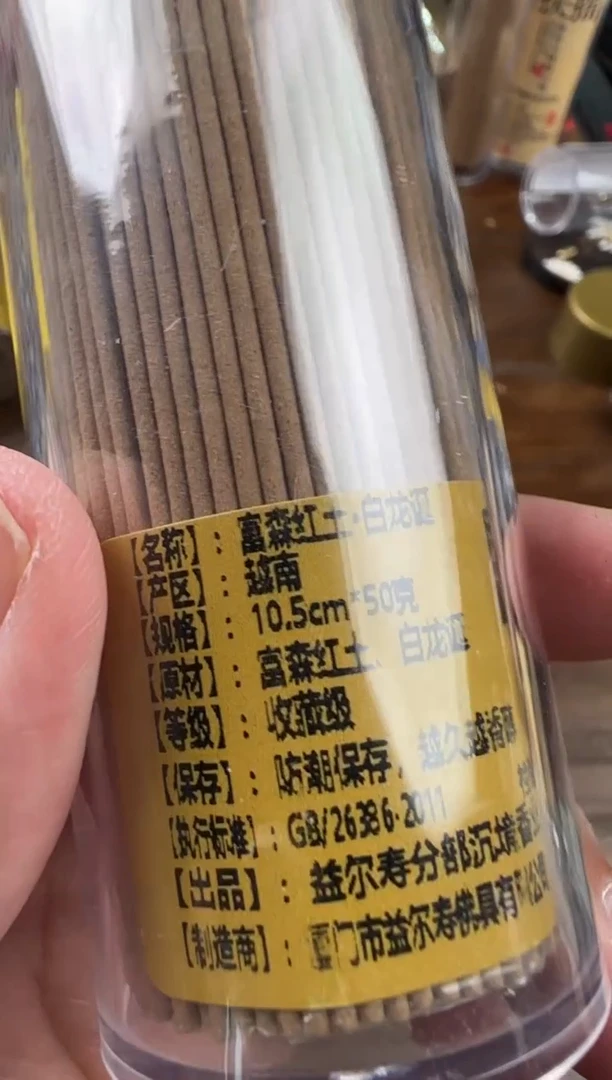 【名称】：富森红土·白龙涎
【产区】：越南
【规格】：10.5cm*50克
【原材】：富森红土、白龙涎
【等级】：收藏级
【保存】：防潮保存，越久越香醇
【执行标准】：GB/26386-2011
【出品】：益尔寿分部沉境香
【制造商】：厦门市益尔寿佛具有限公司